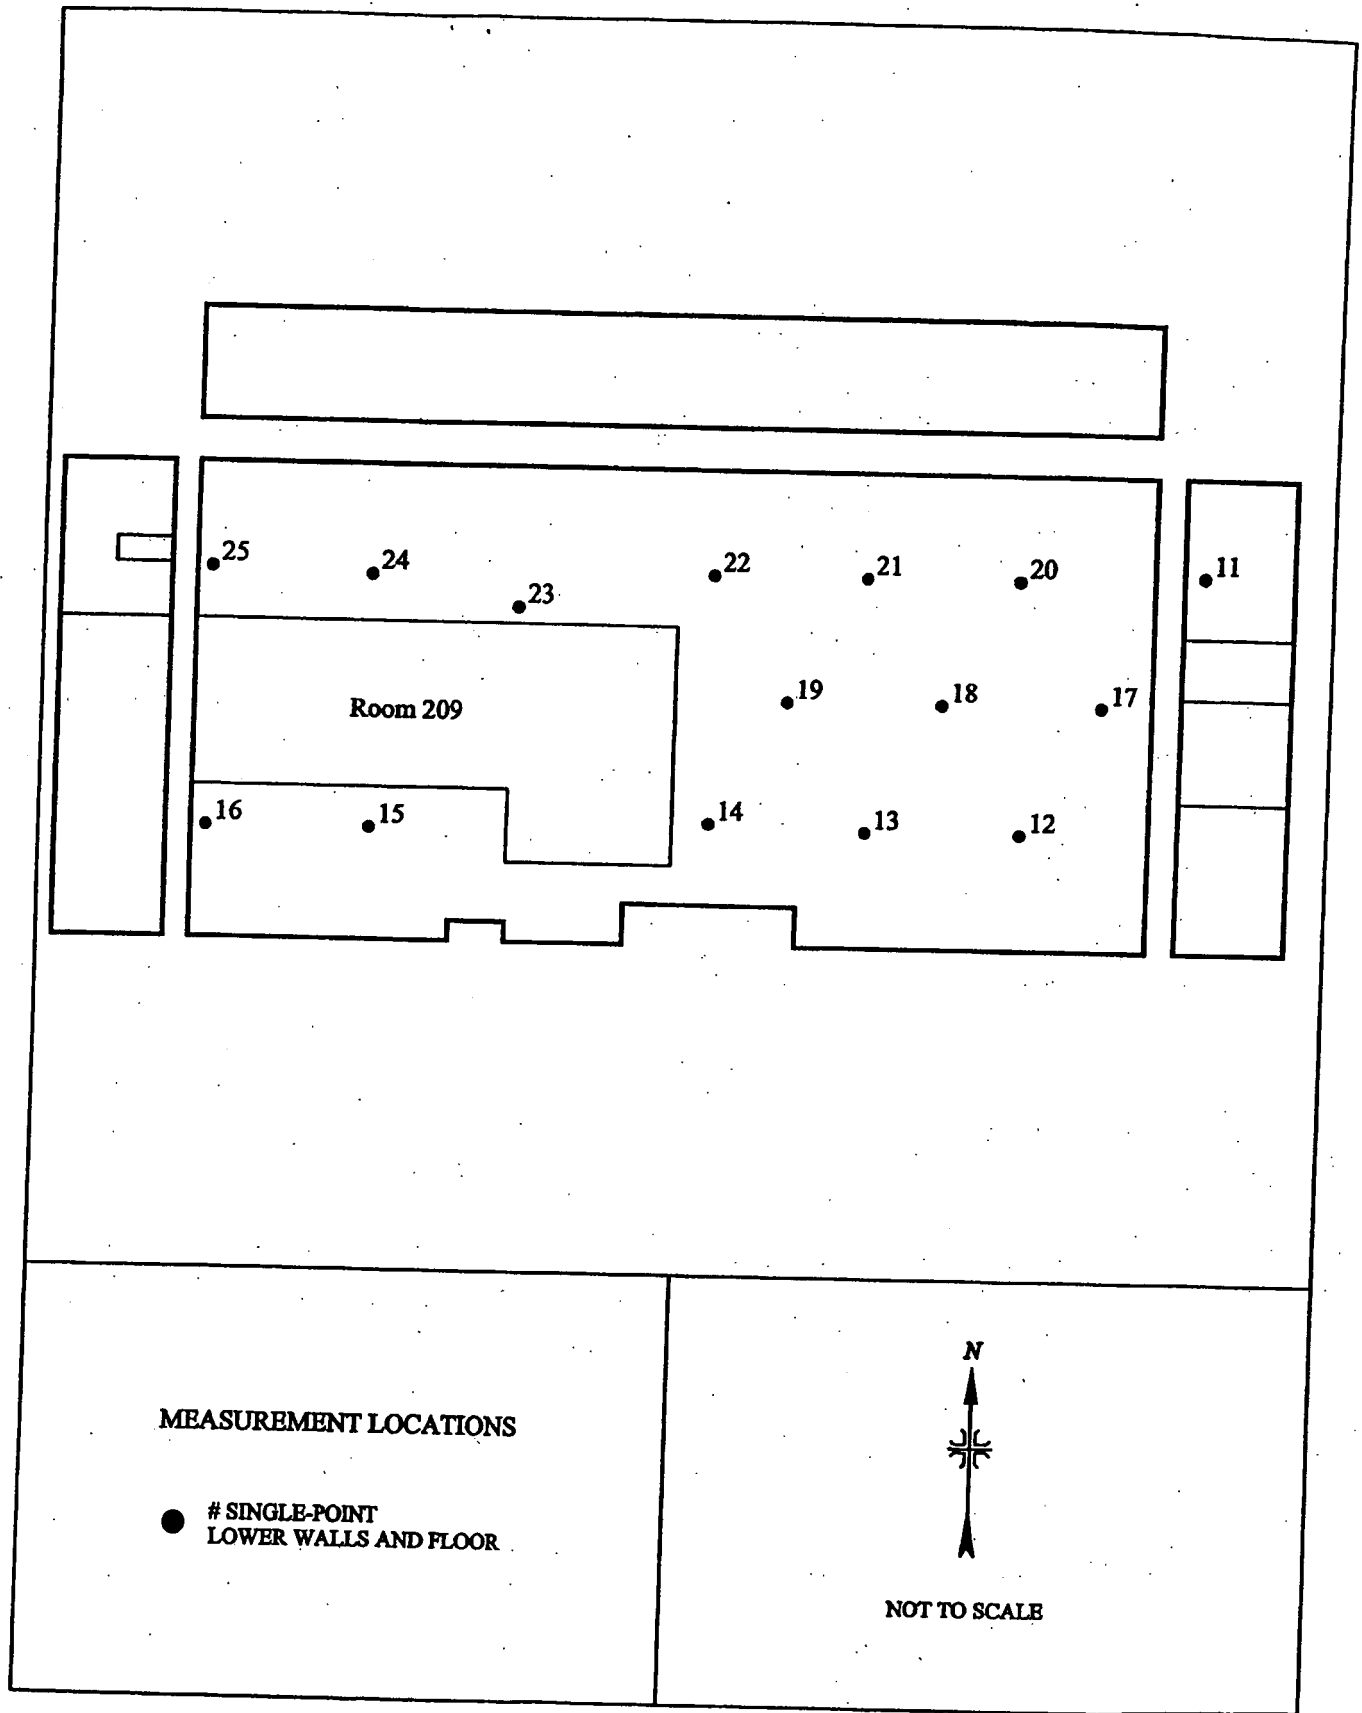 25
24
23
22
21
20
11
19
18
17
Room 209
16
15
14
13
12
MEASUREMENT LOCATIONS
# SINGLE-POINT
LOWER WALLS AND FLOOR
N
NOT TO SCALE